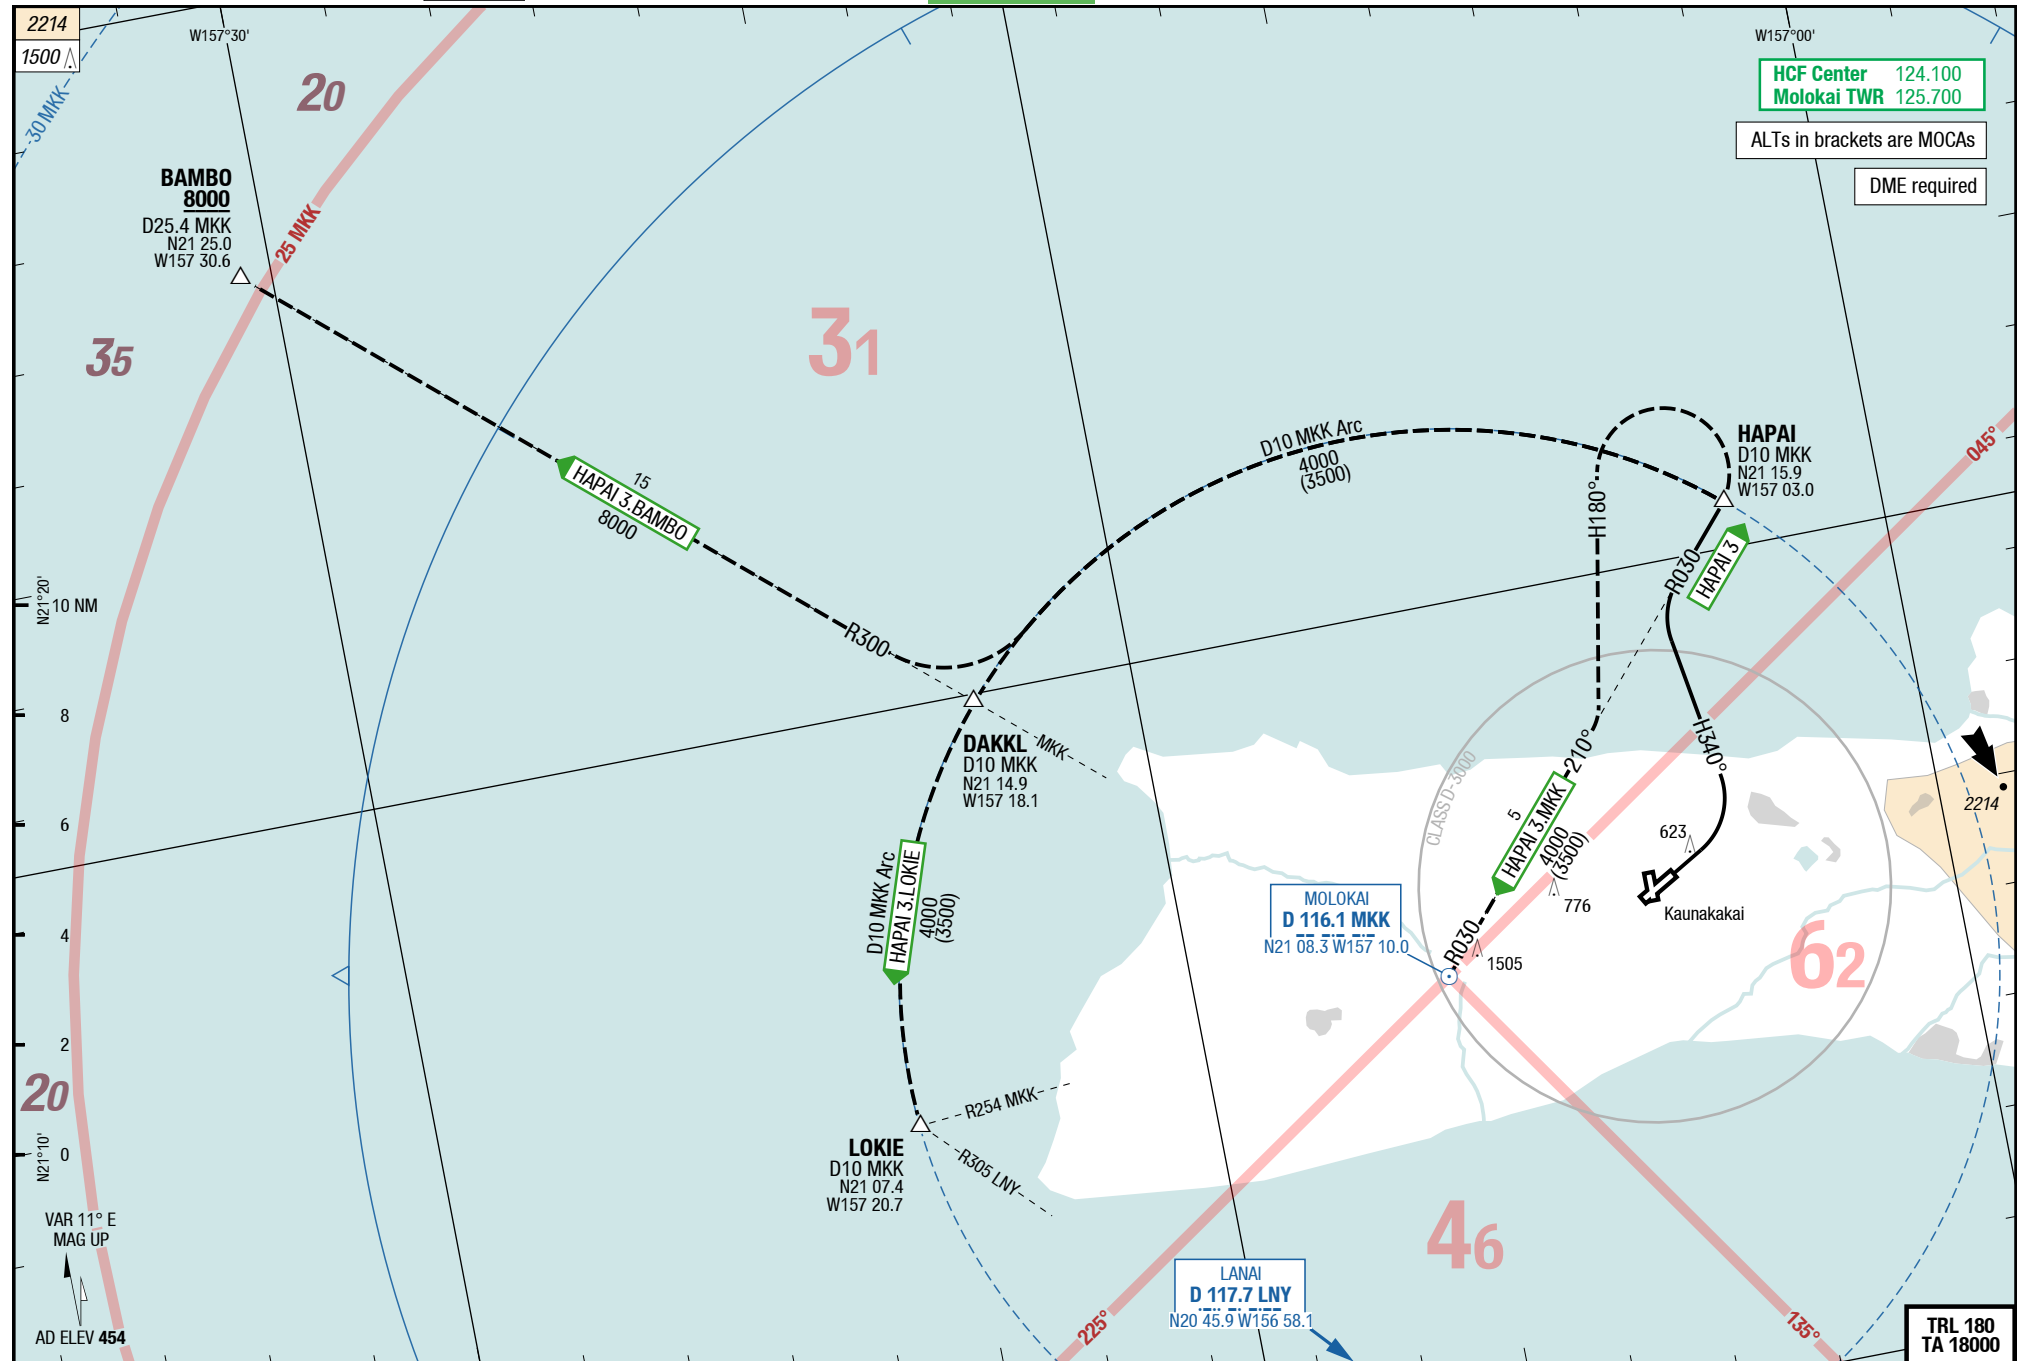 2214
1500
W157°30'
W157°00'
HCF Center 124.100
Molokai TWR 125.700
ALTs in brackets are MOCAs
DME required
30 MKK
20
25 MKK
BAMBO
8000
D25.4 MKK
N21 25.0
W157 30.6
35
31
15
HAPAI 3.BAMBO
8000
R300
D10 MKK Arc
4000
(3500)
HAPAI
D10 MKK
N21 15.9
W157 03.0
045°
H180°
R030
HAPAI 3
N21°20'
10 NM
8
6
4
2
0
DAKKL
D10 MKK
N21 14.9
W157 18.1
MKK
CLASS D-3000
210°
H340°
5
HAPAI 3.MKK
4000
(3500)
2214
623
776
Kaunakakai
D10 MKK Arc
HAPAI 3.LOKIE
4000
(3500)
MOLOKAI
D 116.1 MKK
N21 08.3 W157 10.0
R030
1505
62
20
N21°10'
R254 MKK
LOKIE
D10 MKK
N21 07.4
W157 20.7
R305 LNY
46
VAR 11° E
MAG UP
AD ELEV 454
LANAI
D 117.7 LNY
N20 45.9 W156 58.1
225°
135°
TRL 180
TA 18000